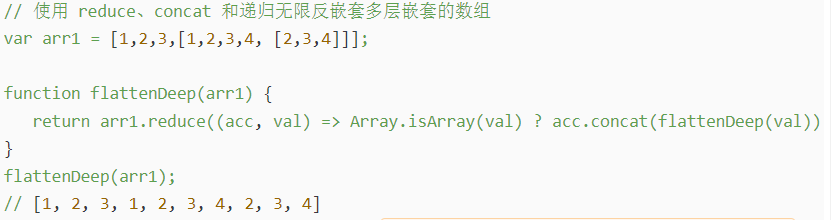 // 使用 reduce、concat 和递归无限反嵌套多层嵌套的数组
var arr1 = [1,2,3,[1,2,3,4, [2,3,4]]];
function flattenDeep(arr1) {
   return arr1.reduce((acc, val) => Array.isArray(val) ? acc.concat(flattenDeep(val))
}
flattenDeep(arr1);
// [1, 2, 3, 1, 2, 3, 4, 2, 3, 4]